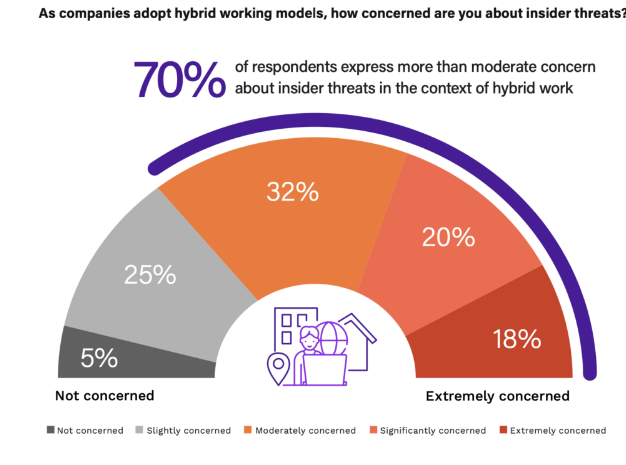 As companies adopt hybrid working models, how concerned are you about insider threats?
70%
of respondents express more than moderate concern
about insider threats in the context of hybrid work
32%
20%
25%
18%
5%
Not concerned
Extremely concerned
Not concerned Slightly concerned Moderately concerned Significantly concerned Extremely concerned